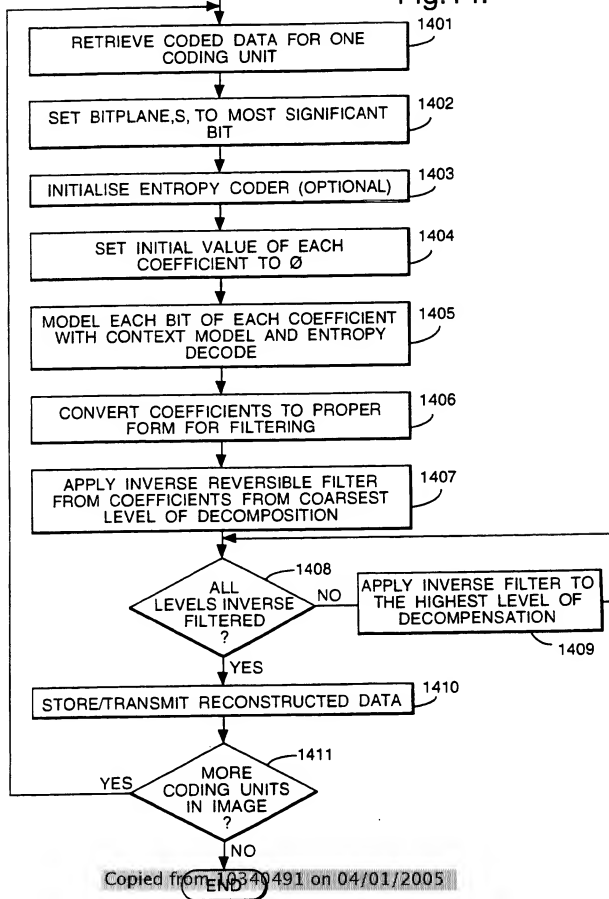 Fig.14.
1401
RETRIEVE CODED DATA FOR ONE
CODING UNIT
1402
SET BITPLANE,S, TO MOST SIGNIFICANT
BIT
1403
INITIALISE ENTROPY CODER (OPTIONAL)
1404
SET INITIAL VALUE OF EACH
COEFFICIENT TO Ø
1405
MODEL EACH BIT OF EACH COEFFICIENT
WITH CONTEXT MODEL AND ENTROPY
DECODE
1406
CONVERT COEFFICIENTS TO PROPER
FORM FOR FILTERING
1407
APPLY INVERSE REVERSIBLE FILTER
FROM COEFFICIENTS FROM COARSEST
LEVEL OF DECOMPOSITION
1408
ALL
LEVELS INVERSE
FILTERED
?
NO
APPLY INVERSE FILTER TO
THE HIGHEST LEVEL OF
DECOMPENSATION
1409
YES
1410
STORE/TRANSMIT RECONSTRUCTED DATA
1411
MORE
CODING UNITS
IN IMAGE
?
YES
NO
END
Copied from 10340491 on 04/01/2005